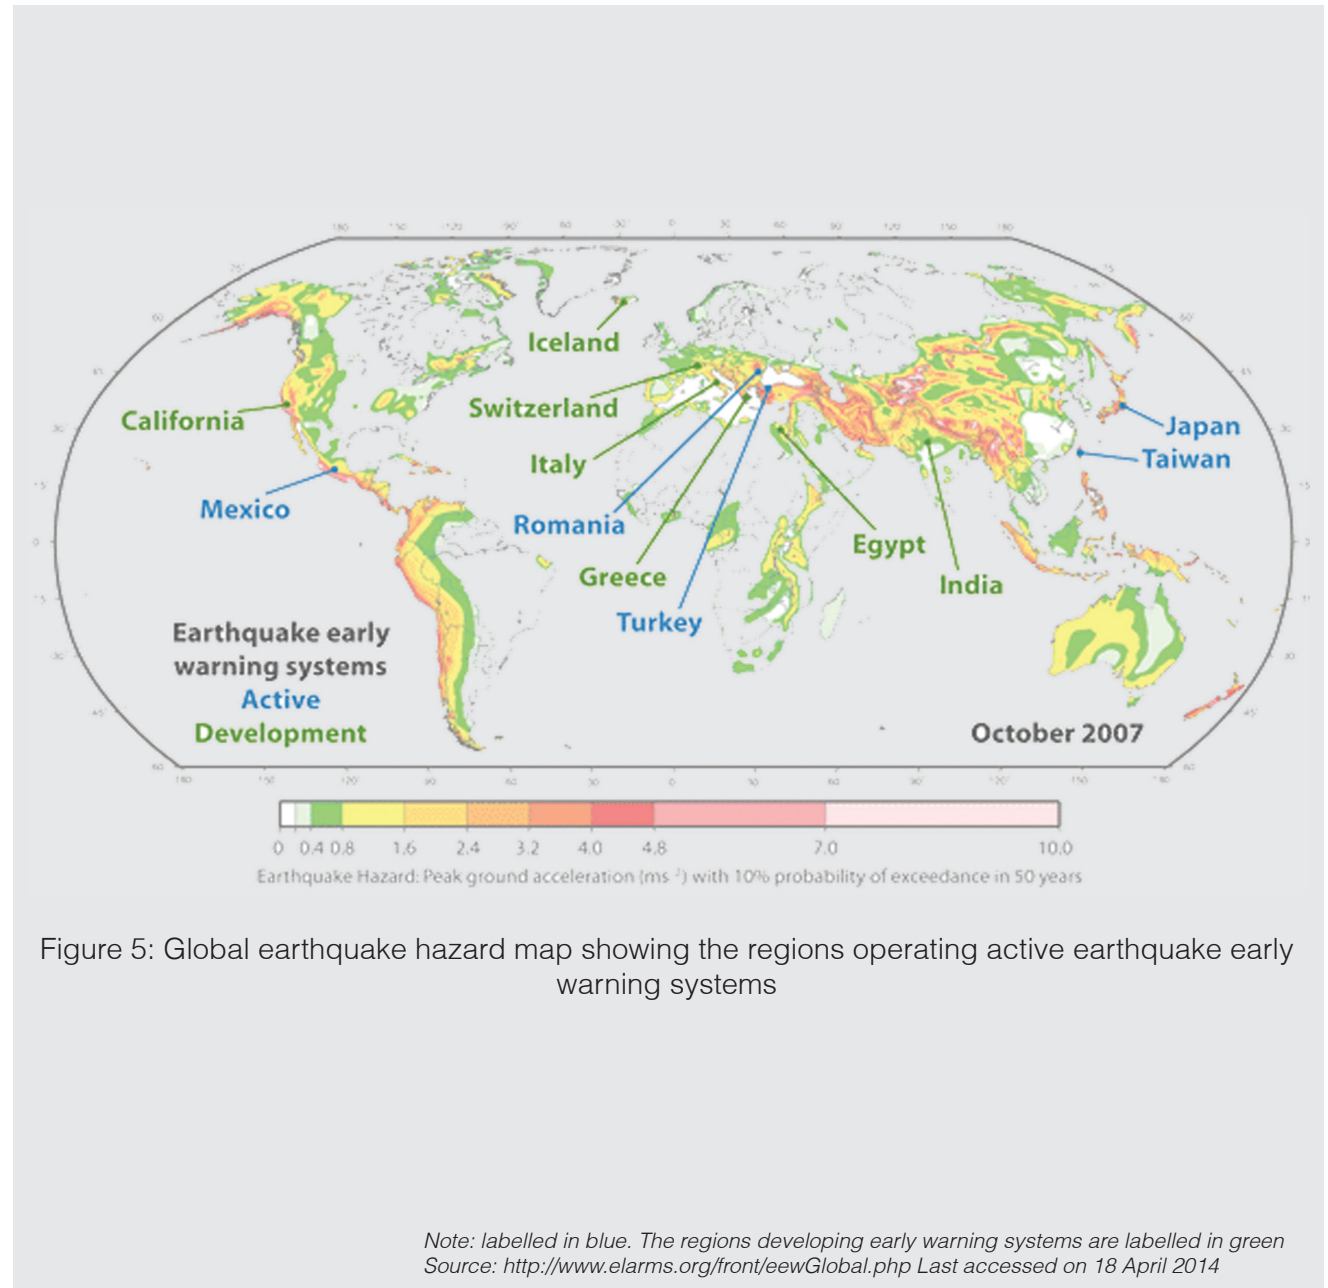 Iceland
California
Switzerland
Japan
Italy
Taiwan
Mexico
Romania
Egypt
Greece
India
Turkey
Earthquake early
warning systems
Active
Development
October 2007
0 0.4 0.8 1.6 2.4 3.2 4.0 4.8 7.0 10.0
Earthquake Hazard: Peak ground acceleration (ms⁻²) with 10% probability of exceedance in 50 years
Figure 5: Global earthquake hazard map showing the regions operating active earthquake early
warning systems
Note: labelled in blue. The regions developing early warning systems are labelled in green
Source: http://www.elarms.org/front/eewGlobal.php Last accessed on 18 April 2014